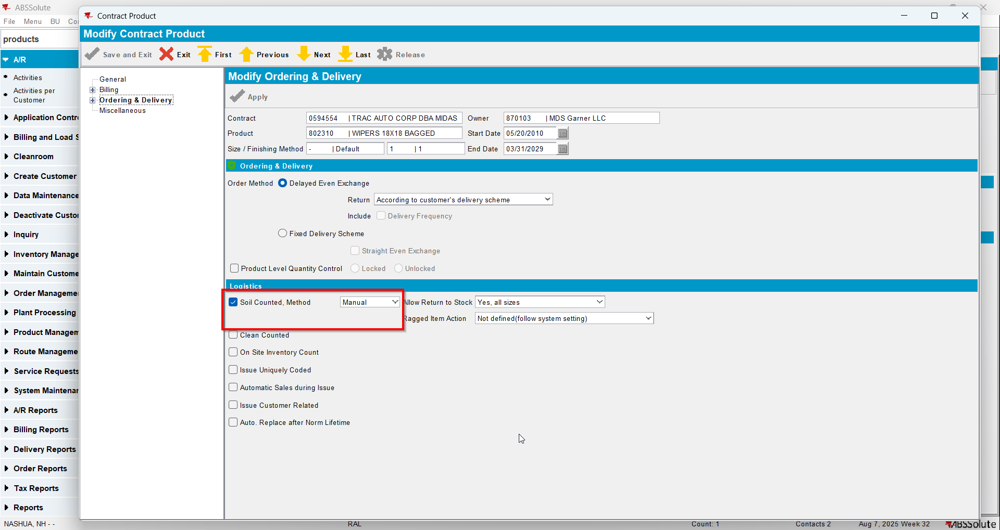 ABSSolute
File Menu BU
products
A/R
Activities
Activities per
Customer
Application
Billing and Load
Cleanroom
Create Customer
Data Maintenance
Deactivate
Inquiry
Inventory
Maintain
Order
Plant Processing
Product
Route
Service Requests
System
A/R Reports
Billing Reports
Delivery Reports
Order Reports
Tax Reports
Reports
Contract Product
Modify Contract Product
Save and Exit Exit First Previous Next Last Release
General
Billing
Ordering & Delivery
Miscellaneous
Modify Ordering & Delivery
Apply
Contract 0594554 | TRAC AUTO CORP DBA MIDAS Owner 870103 | MDS Garner LLC
Product 802310 | WIPERS 18X18 BAGGED Start Date 05/20/2010 16
Size / Finishing Method - | Default 1 | 1 End Date 03/31/2029 16
Ordering & Delivery
Order Method Delayed Even Exchange
Return According to customer's delivery scheme
Include Delivery Frequency
Fixed Delivery Scheme
Straight Even Exchange
Product Level Quantity Control Locked Unlocked
Logistics
Soil Counted, Method Manual Allow Return to Stock Yes, all sizes
Ragged Item Action Not defined(follow system setting)
Clean Counted
On Site Inventory Count
Issue Uniquely Coded
Automatic Sales during Issue
Issue Customer Related
Auto. Replace after Norm Lifetime
NASHUA, NH - - RAL Count: 1 Contacts 2 Aug 7, 2025 Week 32 ABSSolute